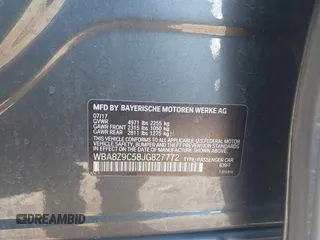 MFD BY BAYERISCHE MOTOREN WERKE AG
07/17
GVWR 4971 lbs 2255 kg
GAWR FRONT 2315 lbs 1050 kg
GAWR REAR 2811 lbs 1275 kg
THIS VEHICLE CONFORMS TO ALL APPLICABLE
FEDERAL MOTOR VEHICLE SAFETY, BUMPER,
AND THEFT PREVENTION STANDARDS IN EFFECT
ON THE DATE OF MANUFACTURE SHOWN ABOVE.
WBA8Z9C58JG827772 TYPE: PASSENGER CAR
DREAMBID